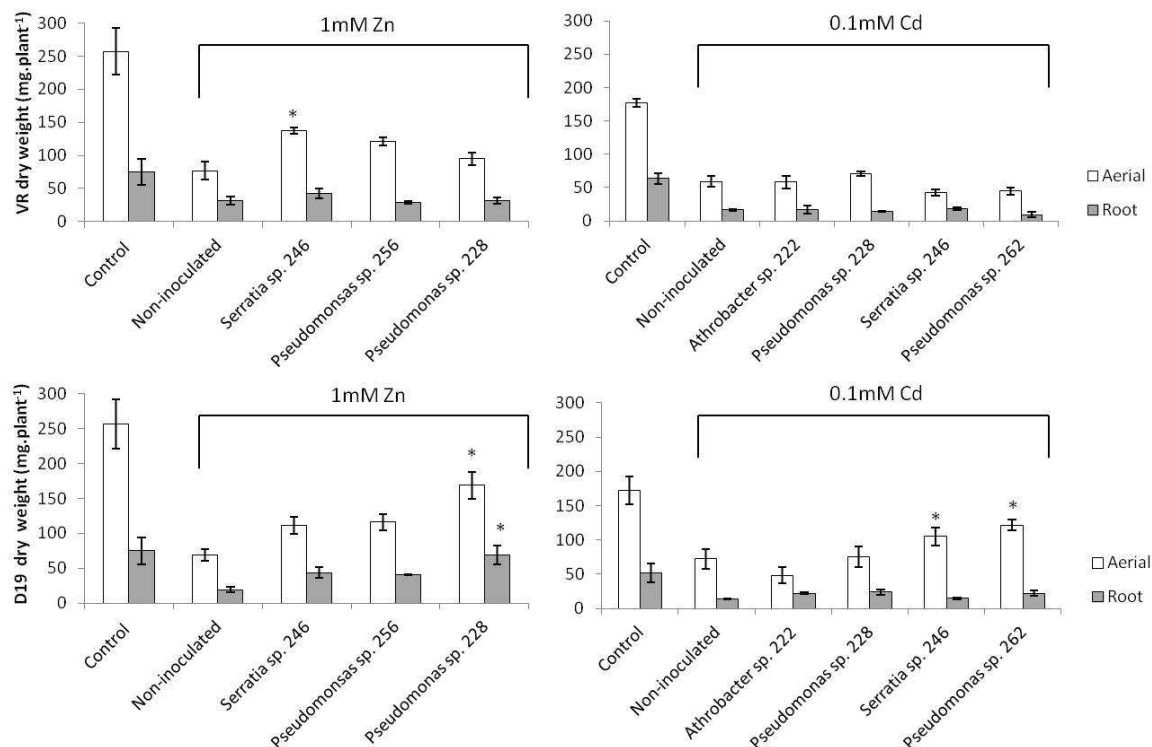 1mM Zn
VR dry weight (mg.plant-1)
300
250
200
150
100
50
0
*
Control
Non-inoculated
Serratia sp. 246
Pseudomonsas sp. 256
Pseudomonas sp. 228
0.1mM Cd
300
250
200
150
100
50
0
Control
Non-inoculated
Athrobacter sp. 222
Pseudomonas sp. 228
Serratia sp. 246
Pseudomonas sp. 262
Aerial
Root
1mM Zn
D19 dry weight (mg.plant-1)
300
250
200
150
100
50
0
*
*
Control
Non-inoculated
Serratia sp. 246
Pseudomonsas sp. 256
Pseudomonas sp. 228
0.1mM Cd
300
250
200
150
100
50
0
*
*
Control
Non-inoculated
Athrobacter sp. 222
Pseudomonas sp. 228
Serratia sp. 246
Pseudomonas sp. 262
Aerial
Root